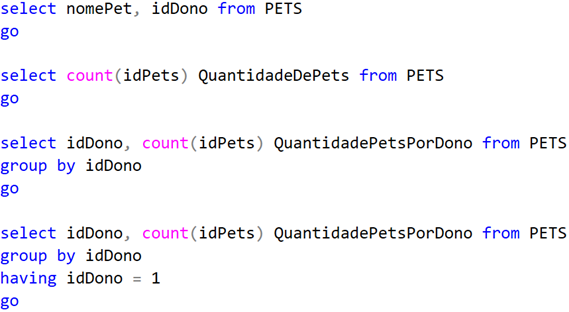 select nomePet, idDono from PETS
go
select count(idPets) QuantidadeDePets from PETS
go
select idDono, count(idPets) QuantidadePetsPorDono from PETS
group by idDono
go
select idDono, count(idPets) QuantidadePetsPorDono from PETS
group by idDono
having idDono = 1
go